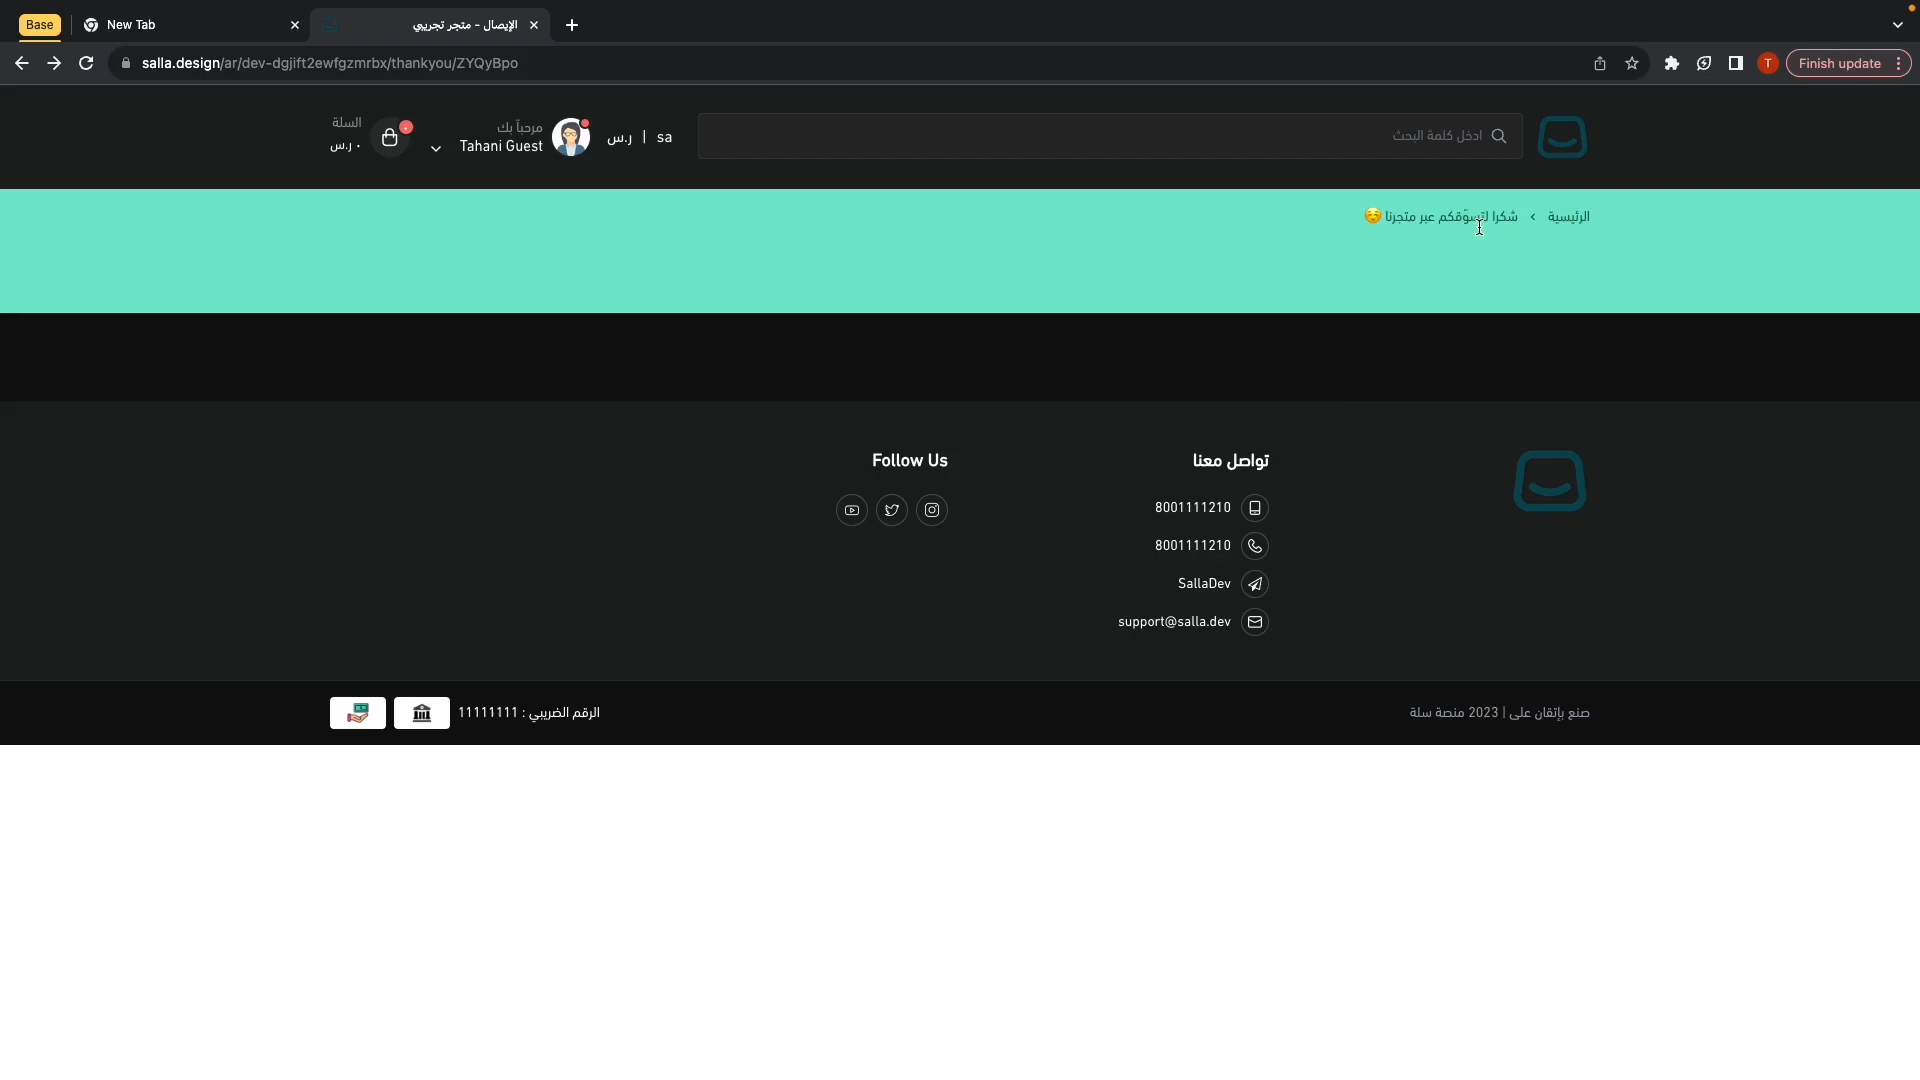 Base
New Tab
الإيصال - متجر تجريبي
salla.design/ar/dev-dgjift2ewfgzmrbx/thankyou/ZYQyBpo
T
Finish update
ادخل كلمة البحث
sa | ر.س
مرحباً بك
Tahani Guest
السلة
٠ ر.س
الرئيسية
شكرا لتسوّقكم عبر متجرنا ☺️
تواصل معنا
8001111210
8001111210
SallaDev
support@salla.dev
Follow Us
صنع بإتقان على | 2023 منصة سلة
الرقم الضريبي : 11111111